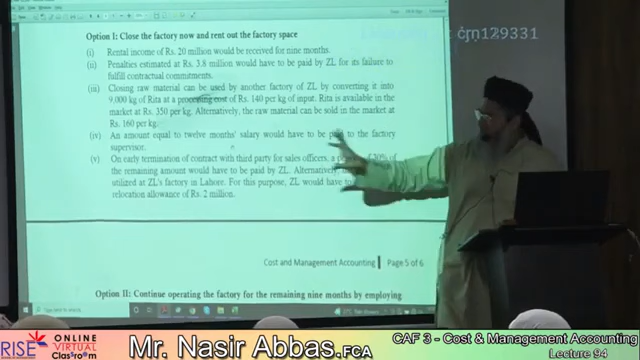 Option I: Close the factory now and rent out the factory space
(i) Rental income of Rs. 20 million would be received for nine months.
(ii) Penalties estimated at Rs. 3.8 million would have to be paid by ZL for its failure to
fulfill contractual commitments.
(iii) Closing raw material can be used by another factory of ZL by converting it into
9,000 kg of Rita at a processing cost of Rs. 140 per kg of input. Rita is available in the
market at Rs. 350 per kg. Alternatively, the raw material can be sold in the market at
Rs. 160 per kg.
(iv) An amount equal to twelve months' salary would have to be paid to the factory
supervisor.
(v) On early termination of contract with third party for sales officers, a 20% of
the remaining amount would have to be paid by ZL. Alternatively,
utilized at ZL's factory in Lahore. For this purpose, ZL would have to
relocation allowance of Rs. 2 million.
Cost and Management Accounting | Page 5 of 6
Option II: Continue operating the factory for the remaining nine months by employing
RISE ONLINE VIRTUAL Classroom
Mr. Nasir Abbas.FCA
CAF 3 - Cost & Management Accounting
Lecture 94